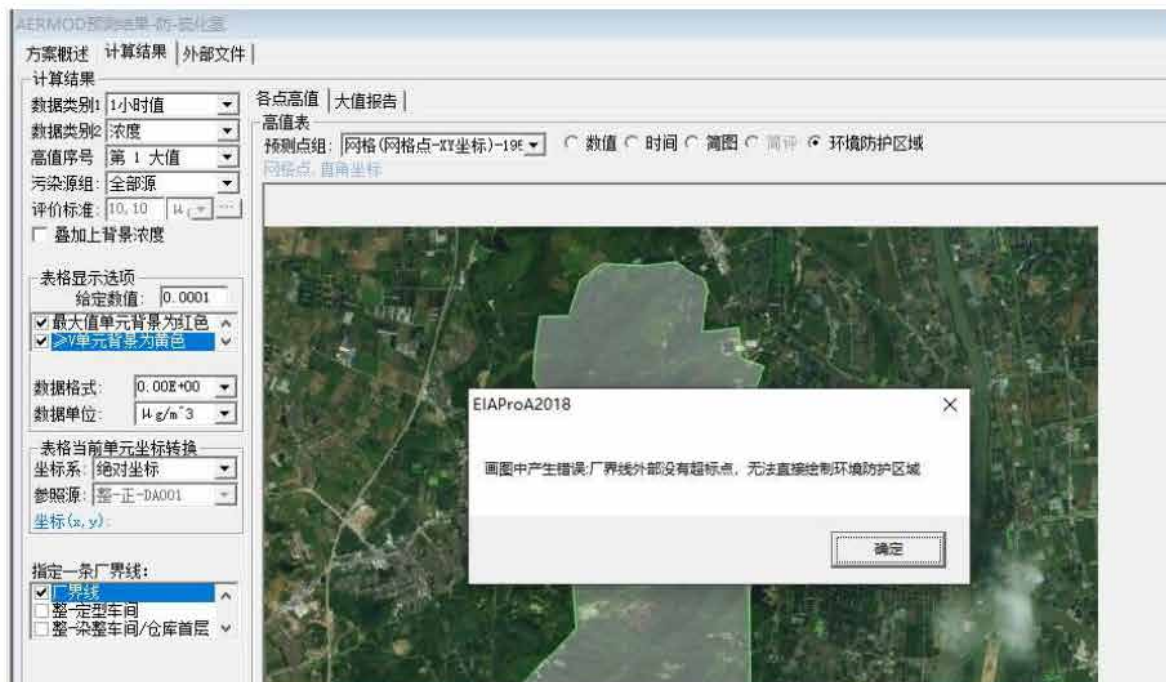 AERMOD预测结果-防-硫化氢
方案概述 计算结果 外部文件
计算结果
数据类别1 1小时值
数据类别2 浓度
高值序号 第 1 大值
污染源组: 全部源
评价标准: 10, 10 μ
叠加上背景浓度
表格显示选项
给定数值: 0.0001
最大值单元背景为红色
≥V单元背景为黄色
数据格式: 0.00E+00
数据单位: μg/m^3
表格当前单元坐标转换
坐标系: 绝对坐标
参照源: 整-正-DA001
坐标(x, y):
指定一条厂界线:
厂界线
整-定型车间
整-染整车间/仓库首层
各点高值 大值报告
高值表
预测点组: 网格(网格点-XY坐标)-195 数值 时间 简图 简评 环境防护区域
网格点, 直角坐标
EIAProA2018
画图中产生错误:厂界线外部没有超标点, 无法直接绘制环境防护区域
确定